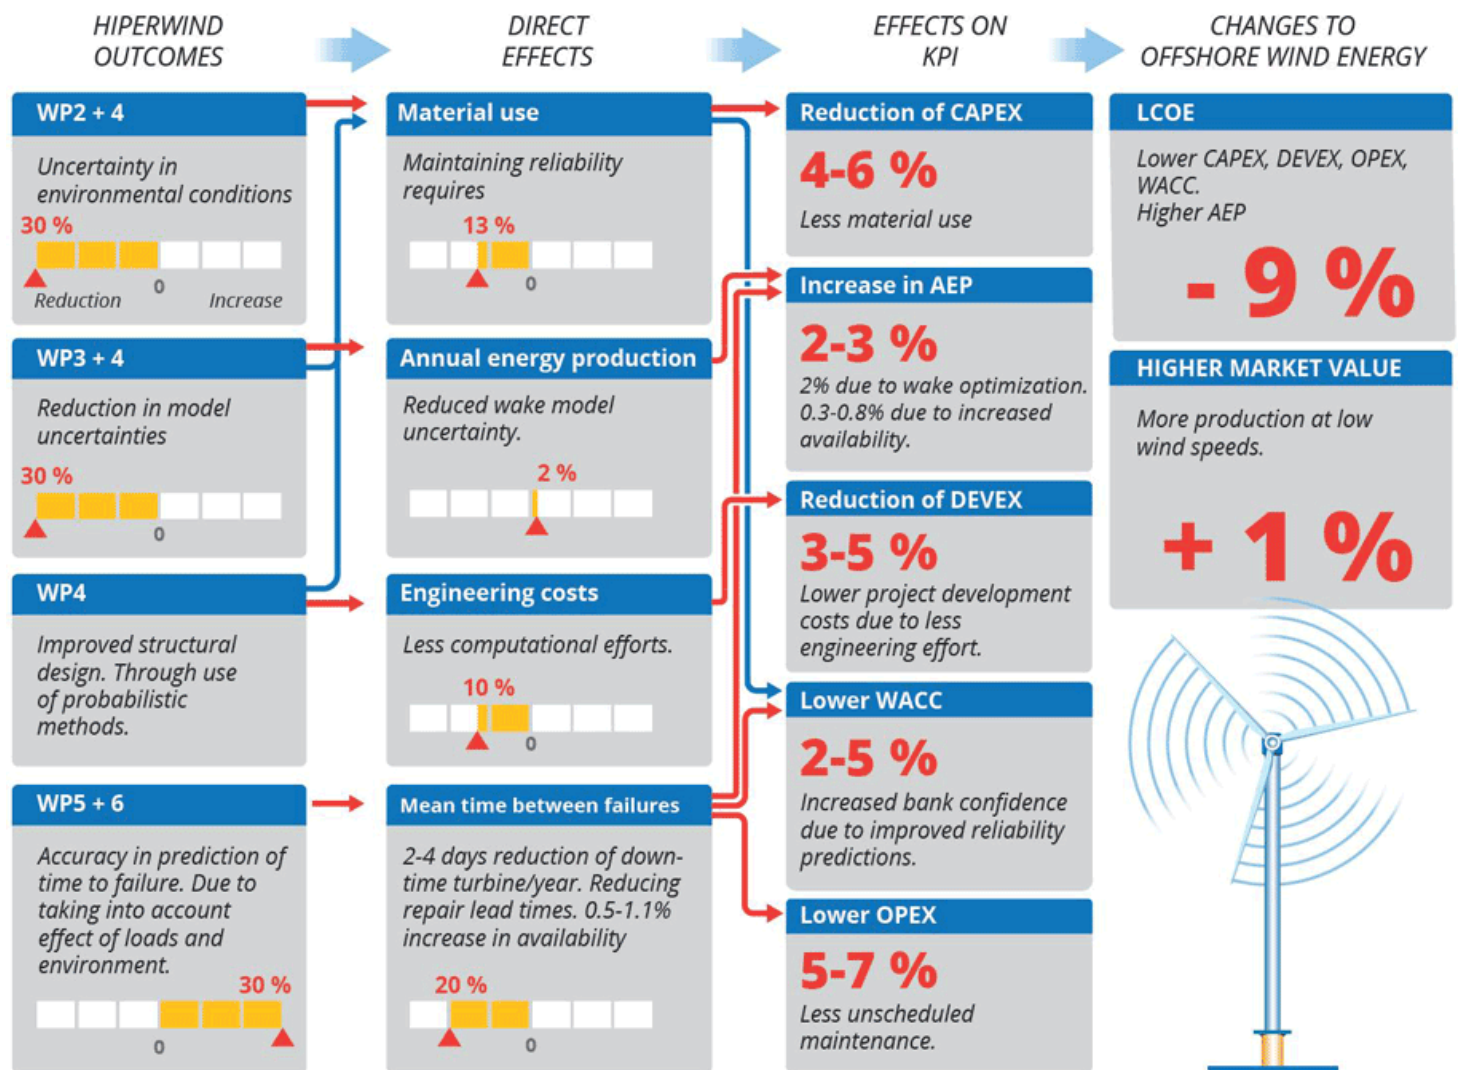 HIPERWIND
OUTCOMES
DIRECT
EFFECTS
EFFECTS ON
KPI
CHANGES TO
OFFSHORE WIND ENERGY
WP2 + 4
Uncertainty in
environmental conditions
30 %
0
Reduction
Increase
WP3 + 4
Reduction in model
uncertainties
30 %
0
WP4
Improved structural
design. Through use
of probabilistic
methods.
WP5 + 6
Accuracy in prediction of
time to failure. Due to
taking into account
effect of loads and
environment.
30 %
0
Material use
Maintaining reliability
requires
13 %
0
Annual energy production
Reduced wake model
uncertainty.
2 %
Engineering costs
Less computational efforts.
10 %
0
Mean time between failures
2-4 days reduction of down-
time turbine/year. Reducing
repair lead times. 0.5-1.1%
increase in availability
20 %
0
Reduction of CAPEX
4-6 %
Less material use
Increase in AEP
2-3 %
2% due to wake optimization.
0.3-0.8% due to increased
availability.
Reduction of DEVEX
3-5 %
Lower project development
costs due to less
engineering effort.
Lower WACC
2-5 %
Increased bank confidence
due to improved reliability
predictions.
Lower OPEX
5-7 %
Less unscheduled
maintenance.
LCOE
Lower CAPEX, DEVEX, OPEX,
WACC.
Higher AEP
- 9 %
HIGHER MARKET VALUE
More production at low
wind speeds.
+ 1 %